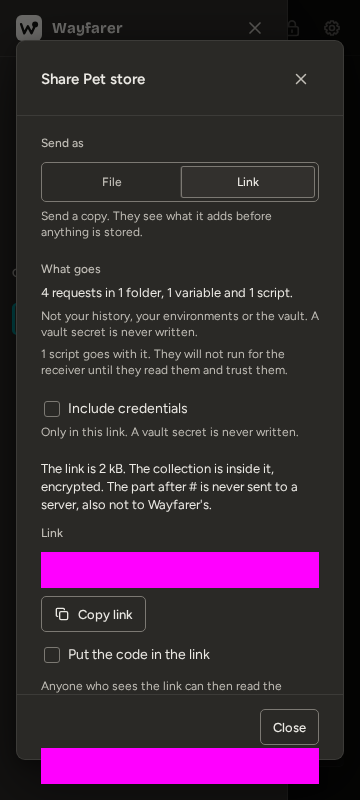 Wayfarer
Share Pet store
Send as
File
Link
Send a copy. They see what it adds before
anything is stored.
What goes
4 requests in 1 folder, 1 variable and 1 script.
Not your history, your environments or the vault. A
vault secret is never written.
1 script goes with it. They will not run for the
receiver until they read them and trust them.
Include credentials
Only in this link. A vault secret is never written.
The link is 2 kB. The collection is inside it,
encrypted. The part after # is never sent to a
server, also not to Wayfarer's.
Link
Copy link
Put the code in the link
Anyone who sees the link can then read the
Close